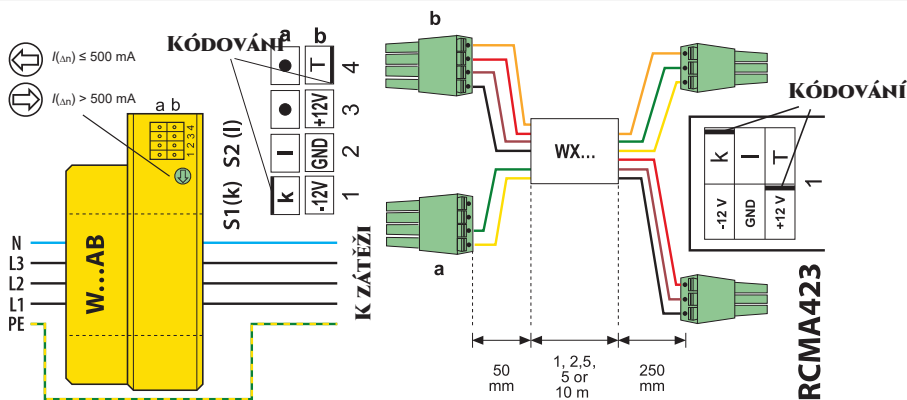 I(Δn) ≤ 500 mA
I(Δn) > 500 mA
Kódování
a b
4 3 2 1
W...AB
N
L3
L2
L1
PE
a b
T 4
+12V 3
l GND 2
k -12V 1
S2 (l)
S1(k)
K zátěži
b
a
WX...
50
mm
1, 2,5,
5 or
10 m
250
mm
Kódování
k l T
-12 V GND +12 V
1
RCMA423